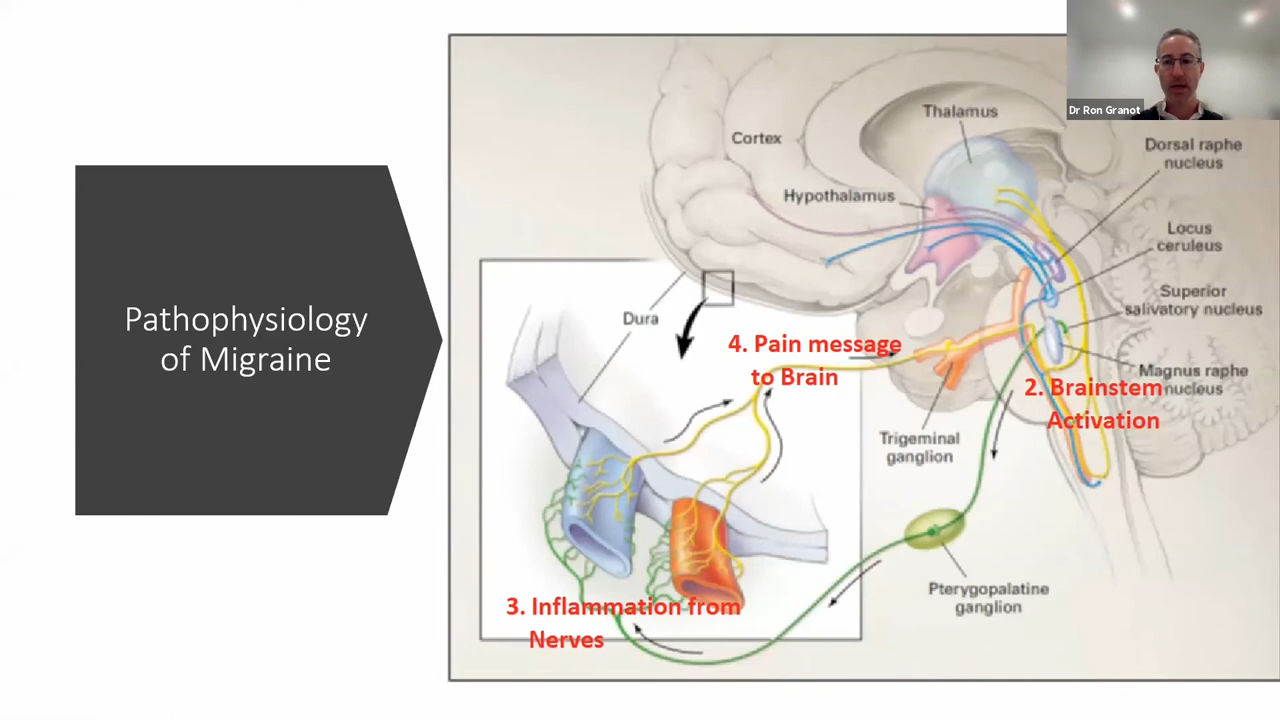 Pathophysiology
of Migraine
Dr Ron Granot
Thalamus
Cortex
Dorsal raphe
nucleus
Hypothalamus
Locus
ceruleus
Superior
salivatory nucleus
Dura
4. Pain message
to Brain
Magnus raphe
nucleus
2. Brainstem
Activation
Trigeminal
ganglion
Pterygopalatine
ganglion
3. Inflammation from
Nerves